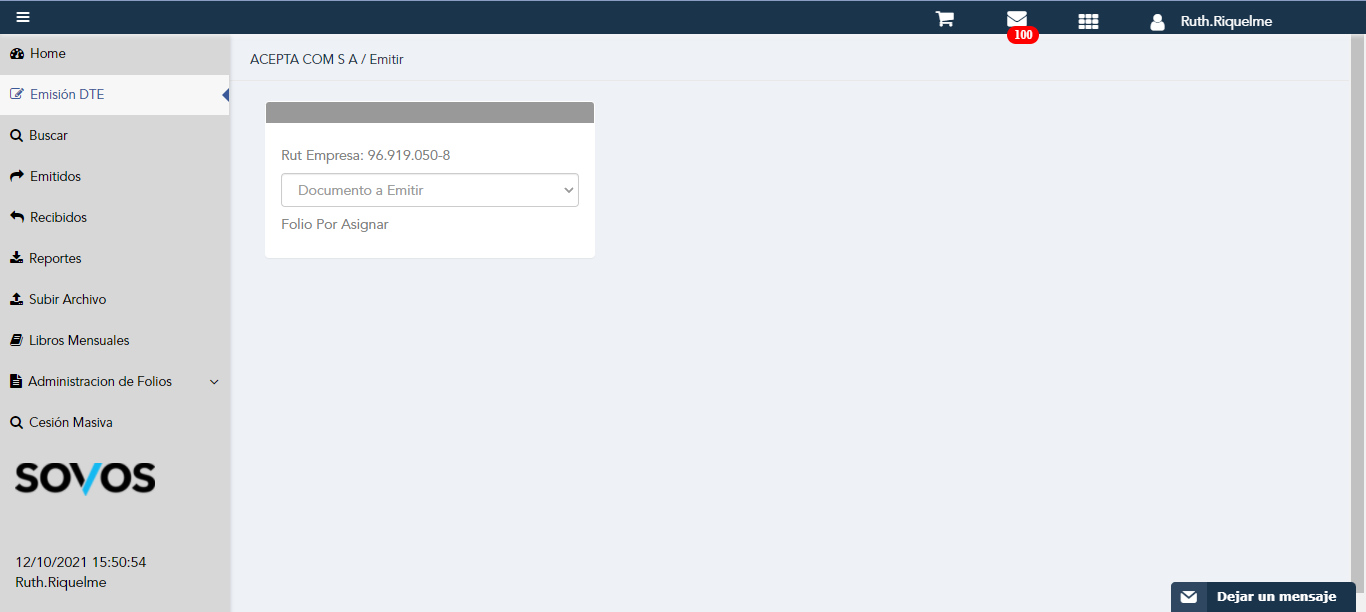 100
Ruth.Riquelme
Home
Emisión DTE
Buscar
Emitidos
Recibidos
Reportes
Subir Archivo
Libros Mensuales
Administracion de Folios
Cesión Masiva
SOVOS
12/10/2021 15:50:54
Ruth.Riquelme
ACEPTA COM S A / Emitir
Rut Empresa: 96.919.050-8
Documento a Emitir
Folio Por Asignar
Dejar un mensaje